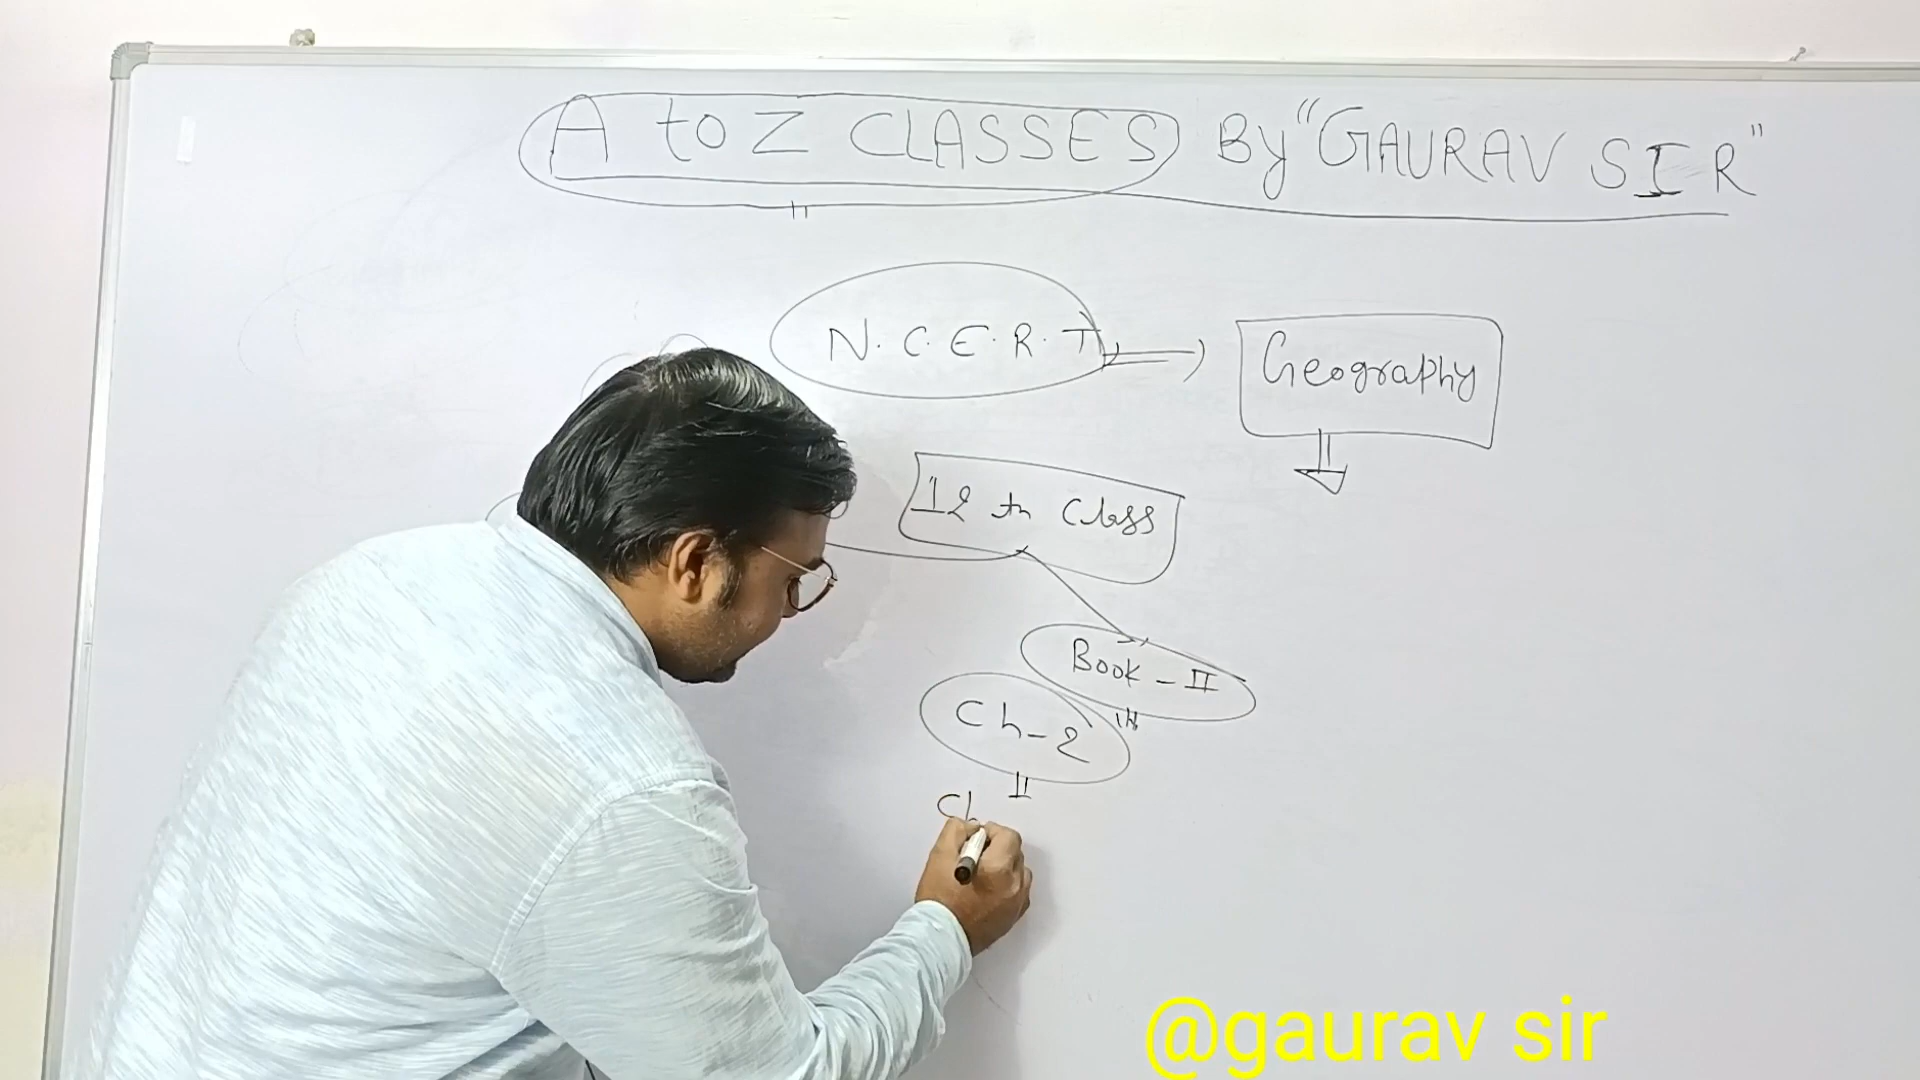 A to Z CLASSES By "GAURAV SIR"
N.C.E.R.T
Geography
12 th Class
Book - II
Ch-2
Ch
@gaurav sir